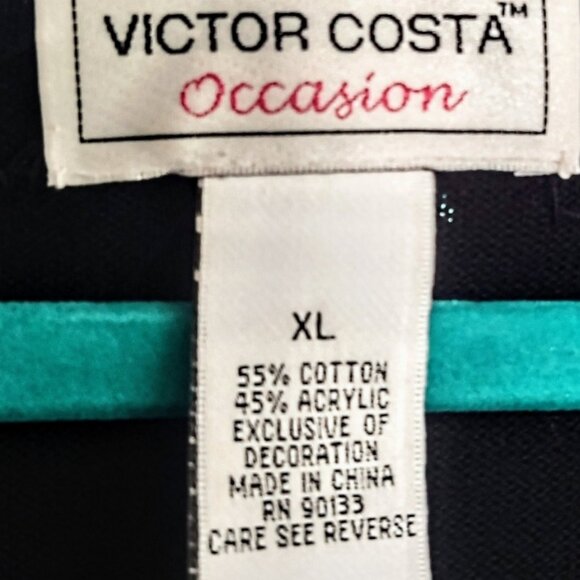 VICTOR COSTA™
Occasion
XL
55% COTTON
45% ACRYLIC
EXCLUSIVE OF
DECORATION
MADE IN CHINA
RN 90133
CARE SEE REVERSE